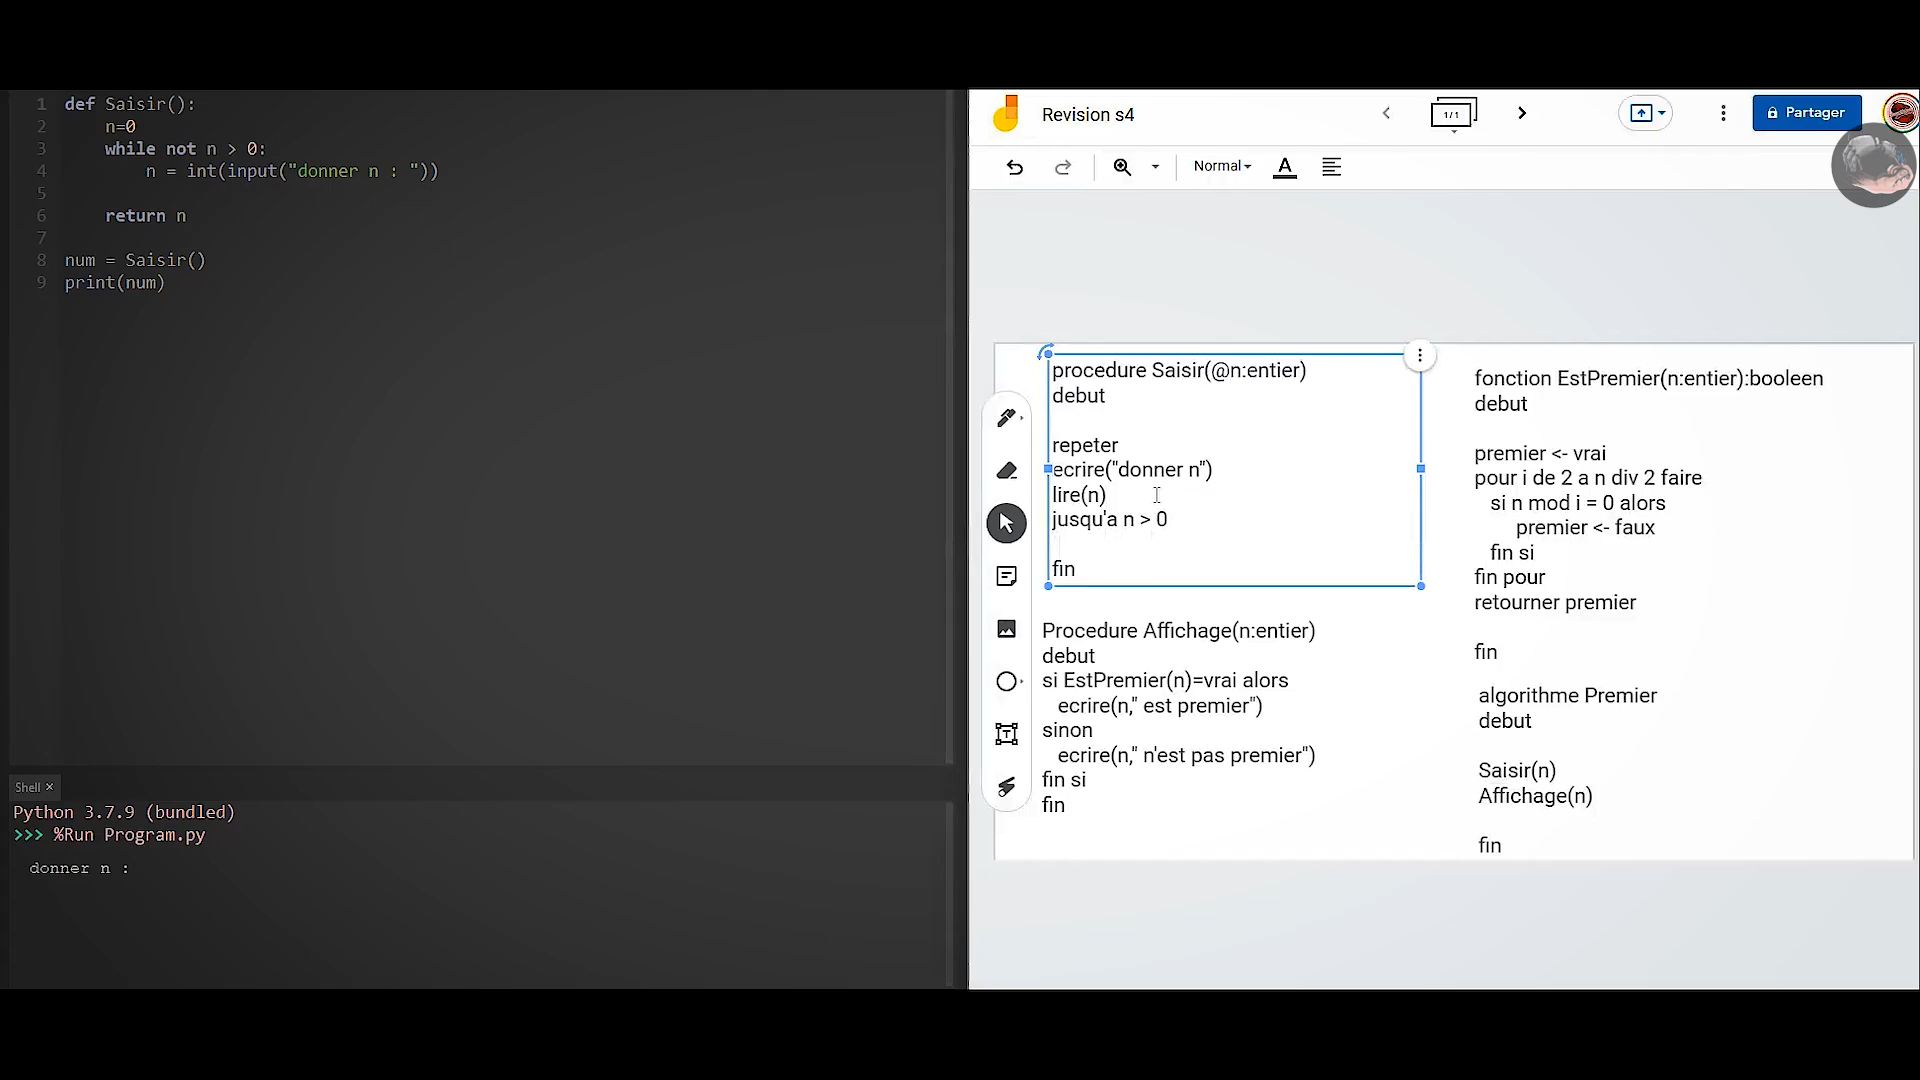 1 def Saisir():
2 n=0
3 while not n > 0:
4 n = int(input("donner n : "))
5
6 return n
7
8 num = Saisir()
9 print(num)
Shell ×
Python 3.7.9 (bundled)
>>> %Run Program.py
donner n :
Revision s4
1/1
Partager
Normal
A
procedure Saisir(@n:entier)
debut
repeter
ecrire("donner n")
lire(n)
jusqu'a n > 0
fin
Procedure Affichage(n:entier)
debut
si EstPremier(n)=vrai alors
ecrire(n," est premier")
sinon
ecrire(n," n'est pas premier")
fin si
fin
fonction EstPremier(n:entier):booleen
debut
premier <- vrai
pour i de 2 a n div 2 faire
si n mod i = 0 alors
premier <- faux
fin si
fin pour
retourner premier
fin
algorithme Premier
debut
Saisir(n)
Affichage(n)
fin